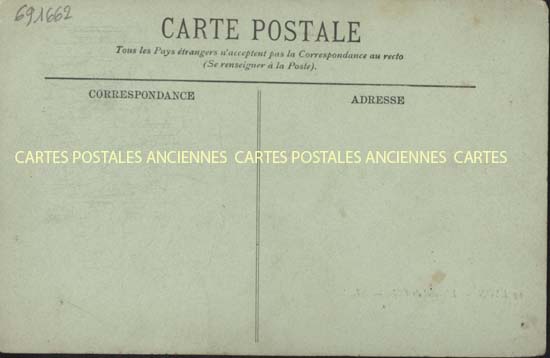 691662
CARTE POSTALE
Tous les Pays étrangers n'acceptent pas la Correspondance au recto
(Se renseigner à la Poste).
CORRESPONDANCE
ADRESSE
CARTES POSTALES ANCIENNES CARTES POSTALES ANCIENNES CARTES